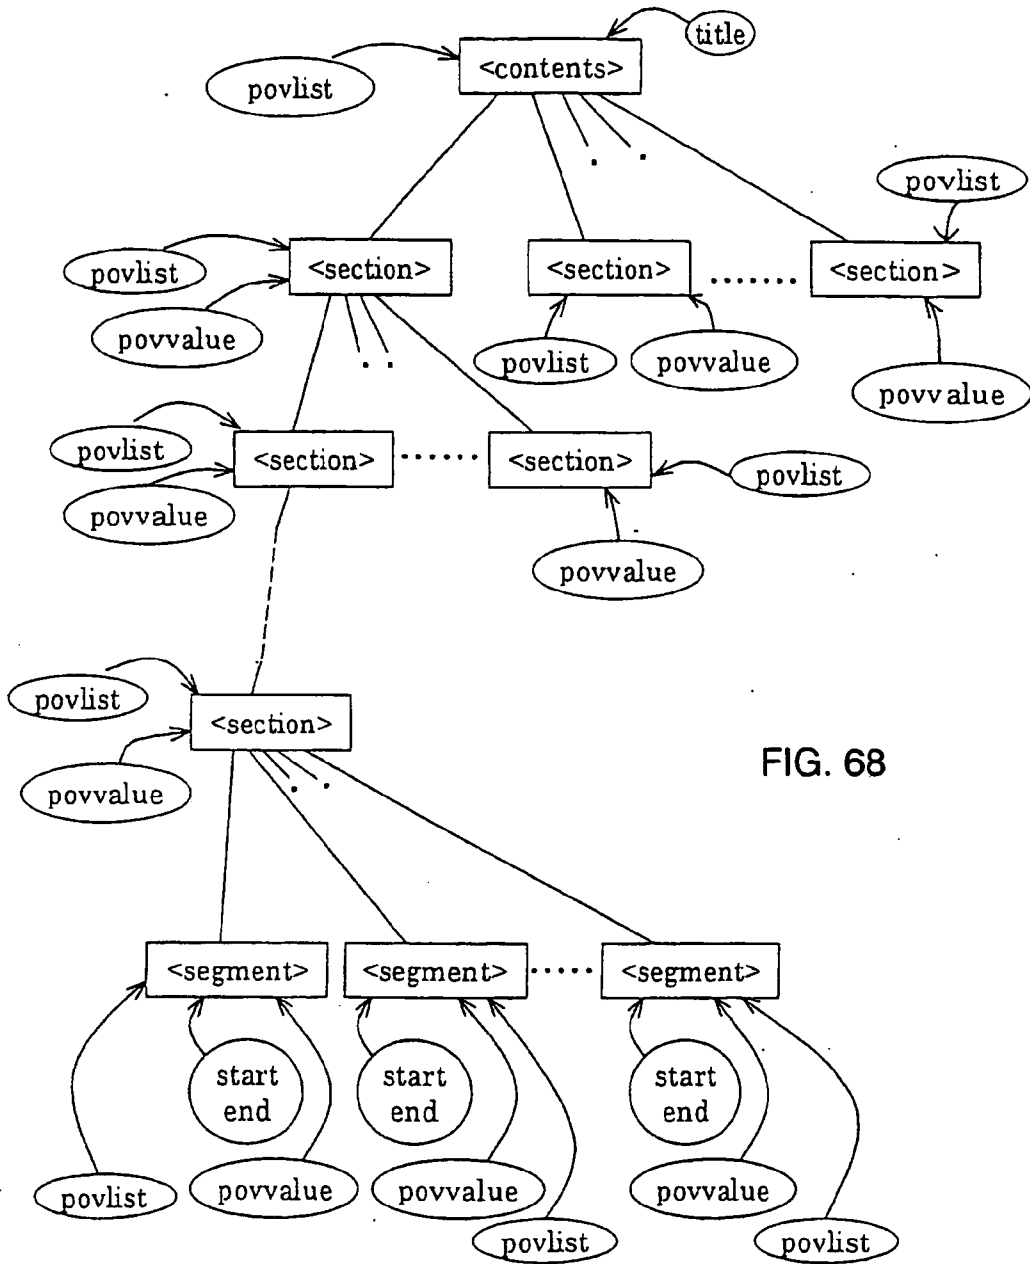 title
<contents>
povlist
povlist
<section>
<section>
<section>
povlist
povvalue
povlist
povvalue
povvalue
povlist
<section>
<section>
povlist
povvalue
povvalue
povlist
<section>
povvalue
FIG. 68
<segment>
<segment>
<segment>
start
end
start
end
start
end
povlist
povvalue
povvalue
povvalue
povlist
povlist